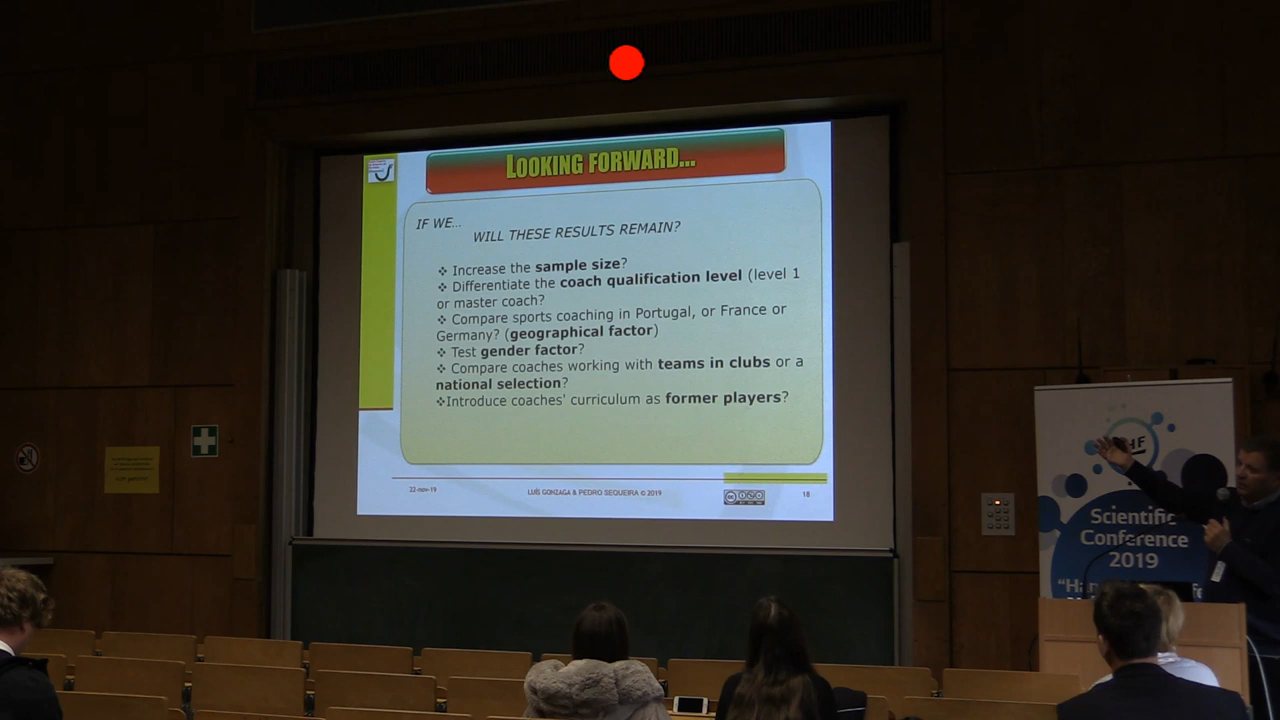 LOOKING FORWARD...
IF WE...
WILL THESE RESULTS REMAIN?
❖ Increase the sample size?
❖ Differentiate the coach qualification level (level 1
or master coach?
❖ Compare sports coaching in Portugal, or France or
Germany? (geographical factor)
❖ Test gender factor?
❖ Compare coaches working with teams in clubs or a
national selection?
❖Introduce coaches' curriculum as former players?
22-nov-19
LUÍS GONZAGA & PEDRO SEQUEIRA © 2019
18
Scientific
Conference
2019